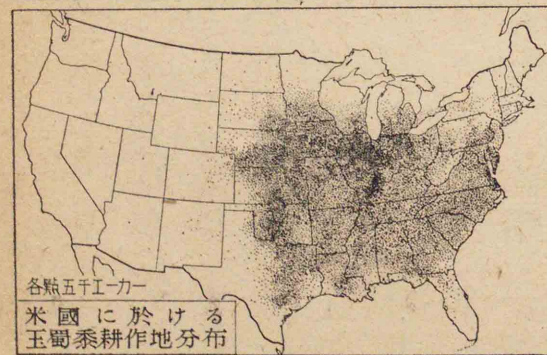 各點五千エーカー
米國に於ける
玉蜀黍耕作地分布